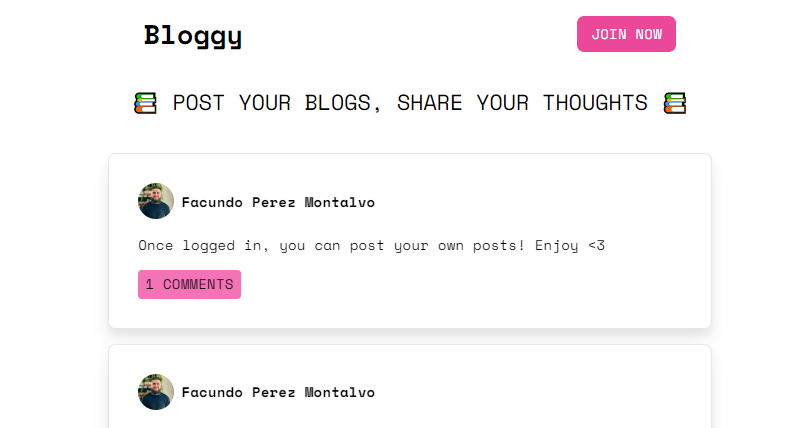 Bloggy
JOIN NOW
📚 POST YOUR BLOGS, SHARE YOUR THOUGHTS 📚
Facundo Perez Montalvo
Once logged in, you can post your own posts! Enjoy <3
1 COMMENTS
Facundo Perez Montalvo